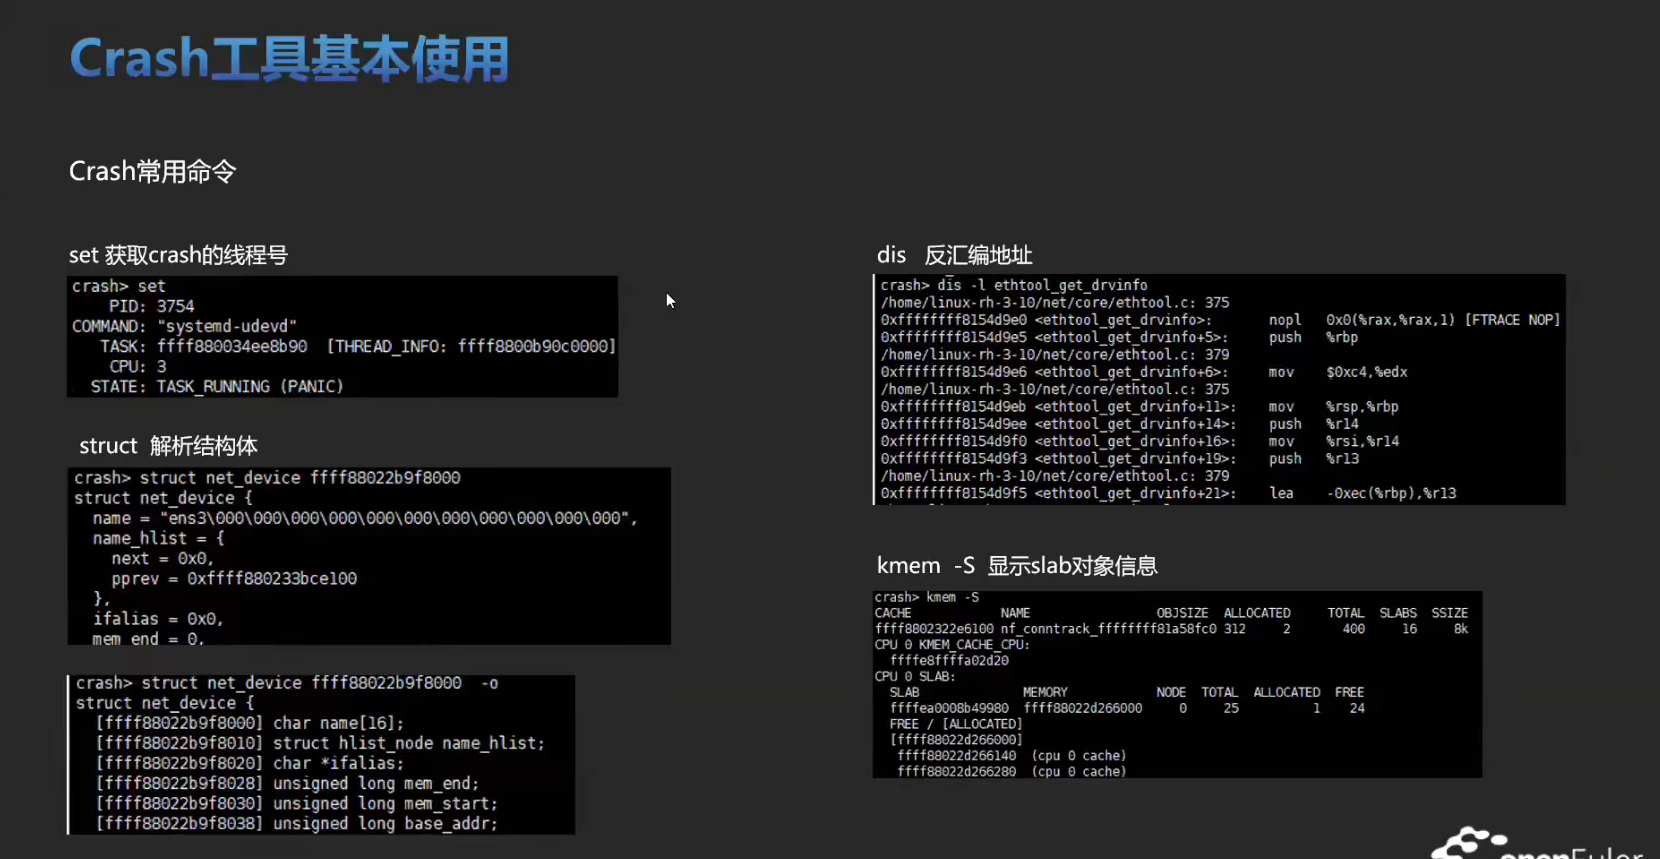 Crash工具基本使用
Crash常用命令
set 获取crash的线程号
crash> set
PID: 3754
COMMAND: "systemd-udevd"
TASK: ffff880034ee8b90 [THREAD_INFO: ffff8800b90c0000]
CPU: 3
STATE: TASK_RUNNING (PANIC)
struct 解析结构体
crash> struct net_device ffff88022b9f8000
struct net_device {
name = "ens3\000\000\000\000\000\000\000\000\000\000\000\000",
name_hlist = {
next = 0x0,
pprev = 0xffff880233bce100
},
ifalias = 0x0,
mem_end = 0,
crash> struct net_device ffff88022b9f8000 -o
struct net_device {
[ffff88022b9f8000] char name[16];
[ffff88022b9f8010] struct hlist_node name_hlist;
[ffff88022b9f8020] char *ifalias;
[ffff88022b9f8028] unsigned long mem_end;
[ffff88022b9f8030] unsigned long mem_start;
[ffff88022b9f8038] unsigned long base_addr;
dis 反汇编地址
crash> dis -l ethtool_get_drvinfo
/home/linux-rh-3-10/net/core/ethtool.c: 375
0xffffffff8154d9e0 <ethtool_get_drvinfo>: nopl 0x0(%rax,%rax,1) [FTRACE NOP]
0xffffffff8154d9e5 <ethtool_get_drvinfo+5>: push %rbp
/home/linux-rh-3-10/net/core/ethtool.c: 379
0xffffffff8154d9e6 <ethtool_get_drvinfo+6>: mov $0xc4,%edx
/home/linux-rh-3-10/net/core/ethtool.c: 375
0xffffffff8154d9eb <ethtool_get_drvinfo+11>: mov %rsp,%rbp
0xffffffff8154d9ee <ethtool_get_drvinfo+14>: push %r14
0xffffffff8154d9f0 <ethtool_get_drvinfo+16>: mov %rsi,%r14
0xffffffff8154d9f3 <ethtool_get_drvinfo+19>: push %r13
/home/linux-rh-3-10/net/core/ethtool.c: 379
0xffffffff8154d9f5 <ethtool_get_drvinfo+21>: lea -0xec(%rbp),%r13
kmem -S 显示slab对象信息
crash> kmem -S
CACHE NAME OBJSIZE ALLOCATED TOTAL SLABS SSIZE
ffff8802322e6100 nf_conntrack_ffffffff81a58fc0 312 2 400 16 8k
CPU 0 KMEM_CACHE_CPU:
ffffe8ffffa02d20
CPU 0 SLAB:
SLAB MEMORY NODE TOTAL ALLOCATED FREE
ffffea0008b49980 ffff88022d266000 0 25 1 24
FREE / [ALLOCATED]
[ffff88022d266000]
ffff88022d266140 (cpu 0 cache)
ffff88022d266280 (cpu 0 cache)
openEuler